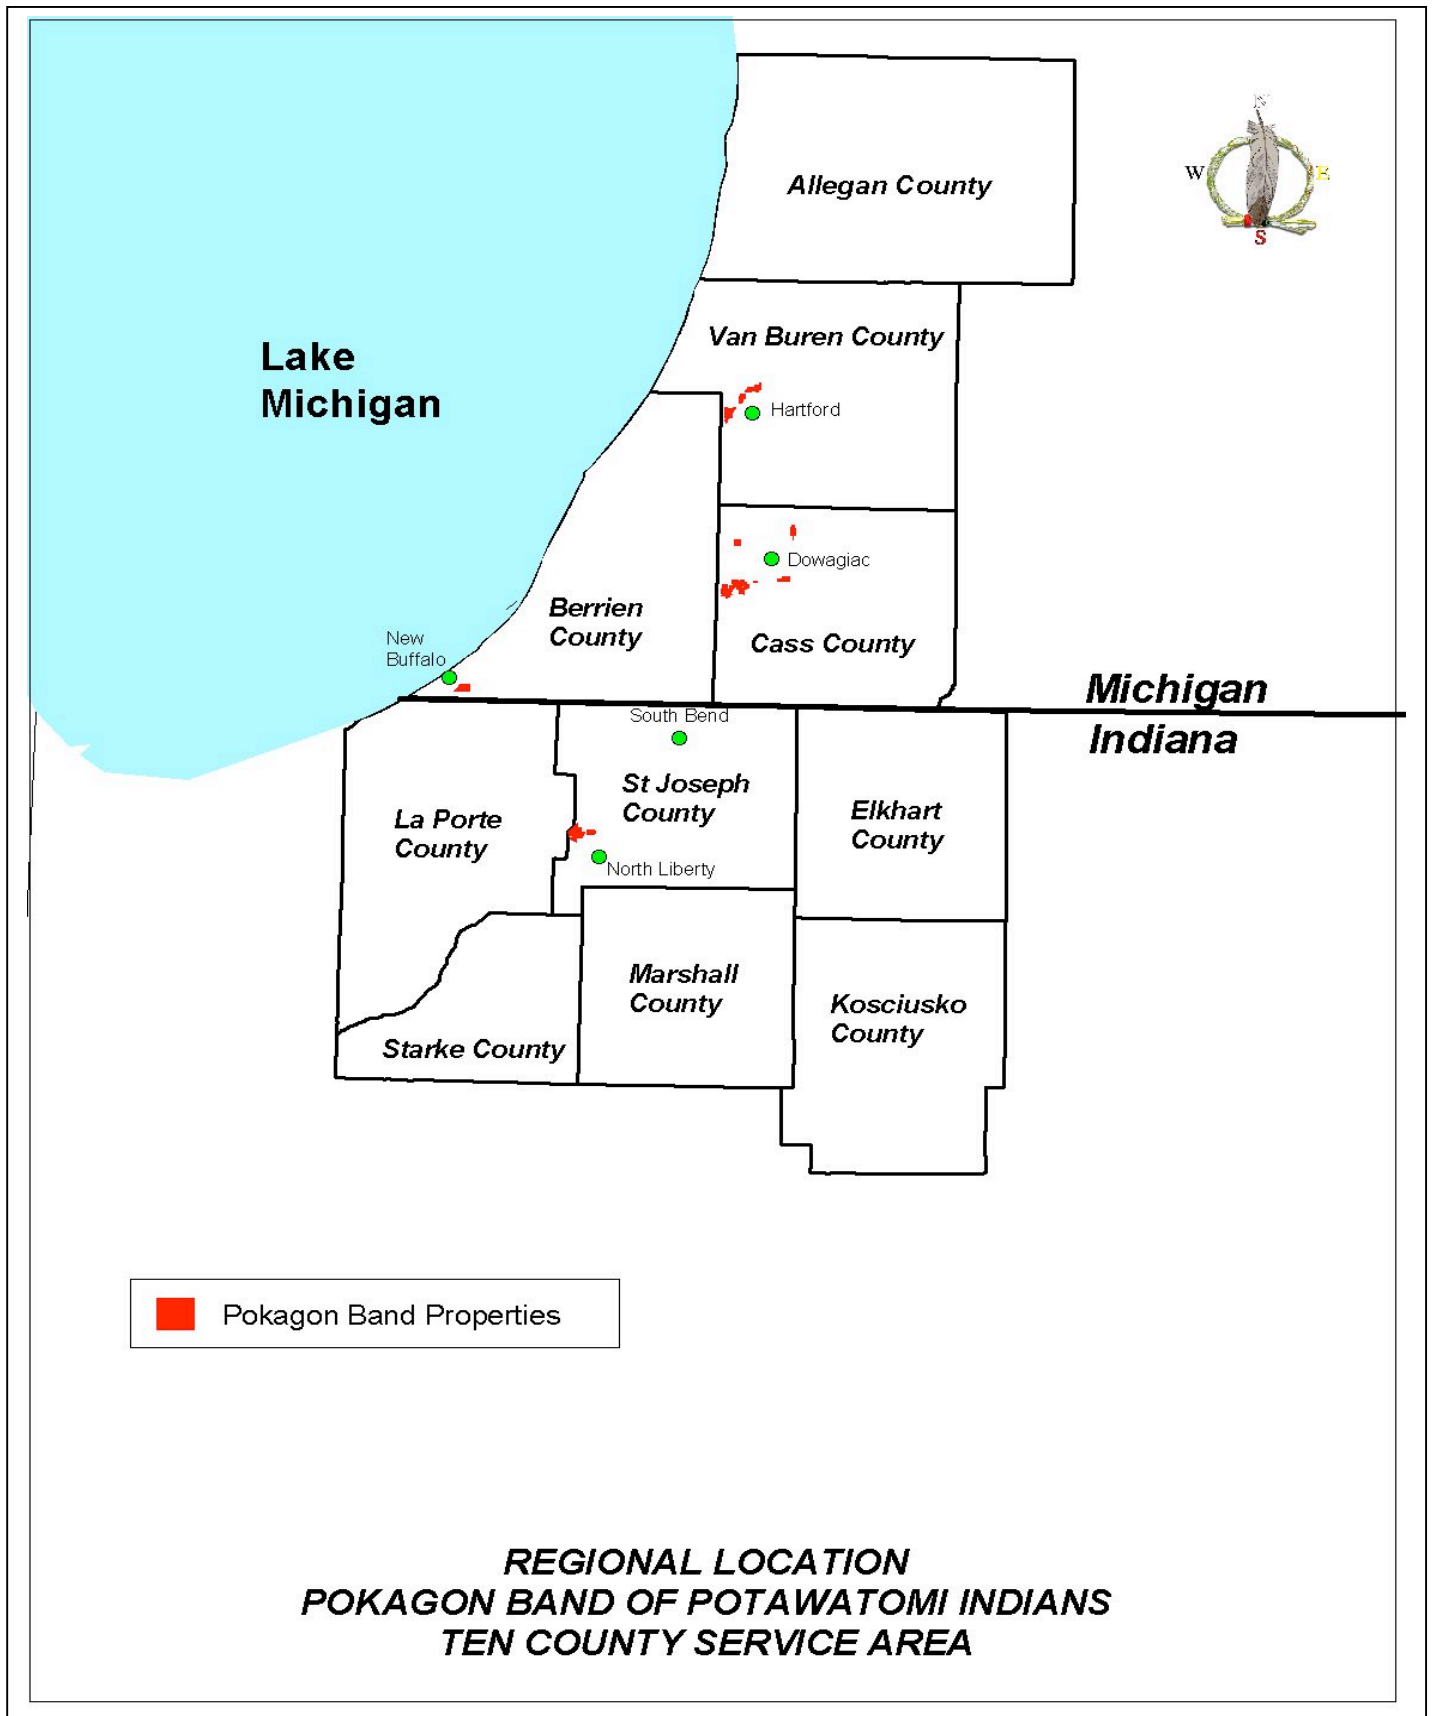 N
W
E
S
Allegan County
Van Buren County
Lake
Michigan
Hartford
Dowagiac
Berrien
County
Cass County
New
Buffalo
Michigan
Indiana
South Bend
St Joseph
County
La Porte
County
Elkhart
County
North Liberty
Marshall
County
Kosciusko
County
Starke County
Pokagon Band Properties
REGIONAL LOCATION
POKAGON BAND OF POTAWATOMI INDIANS
TEN COUNTY SERVICE AREA